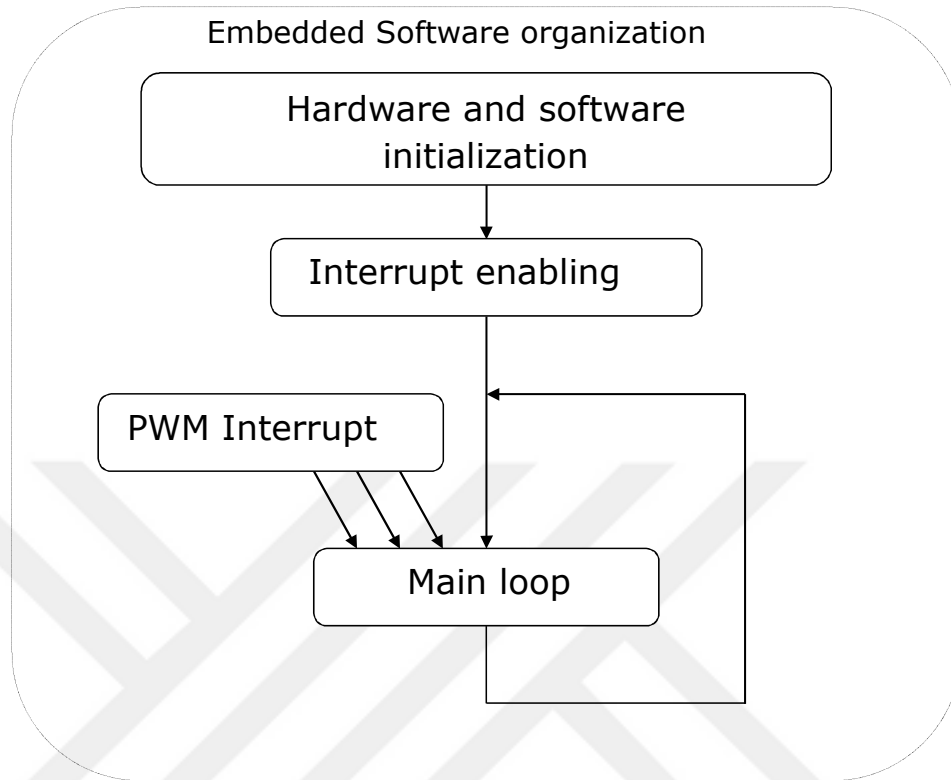 Embedded Software organization
Hardware and software
initialization
Interrupt enabling
PWM Interrupt
Main loop